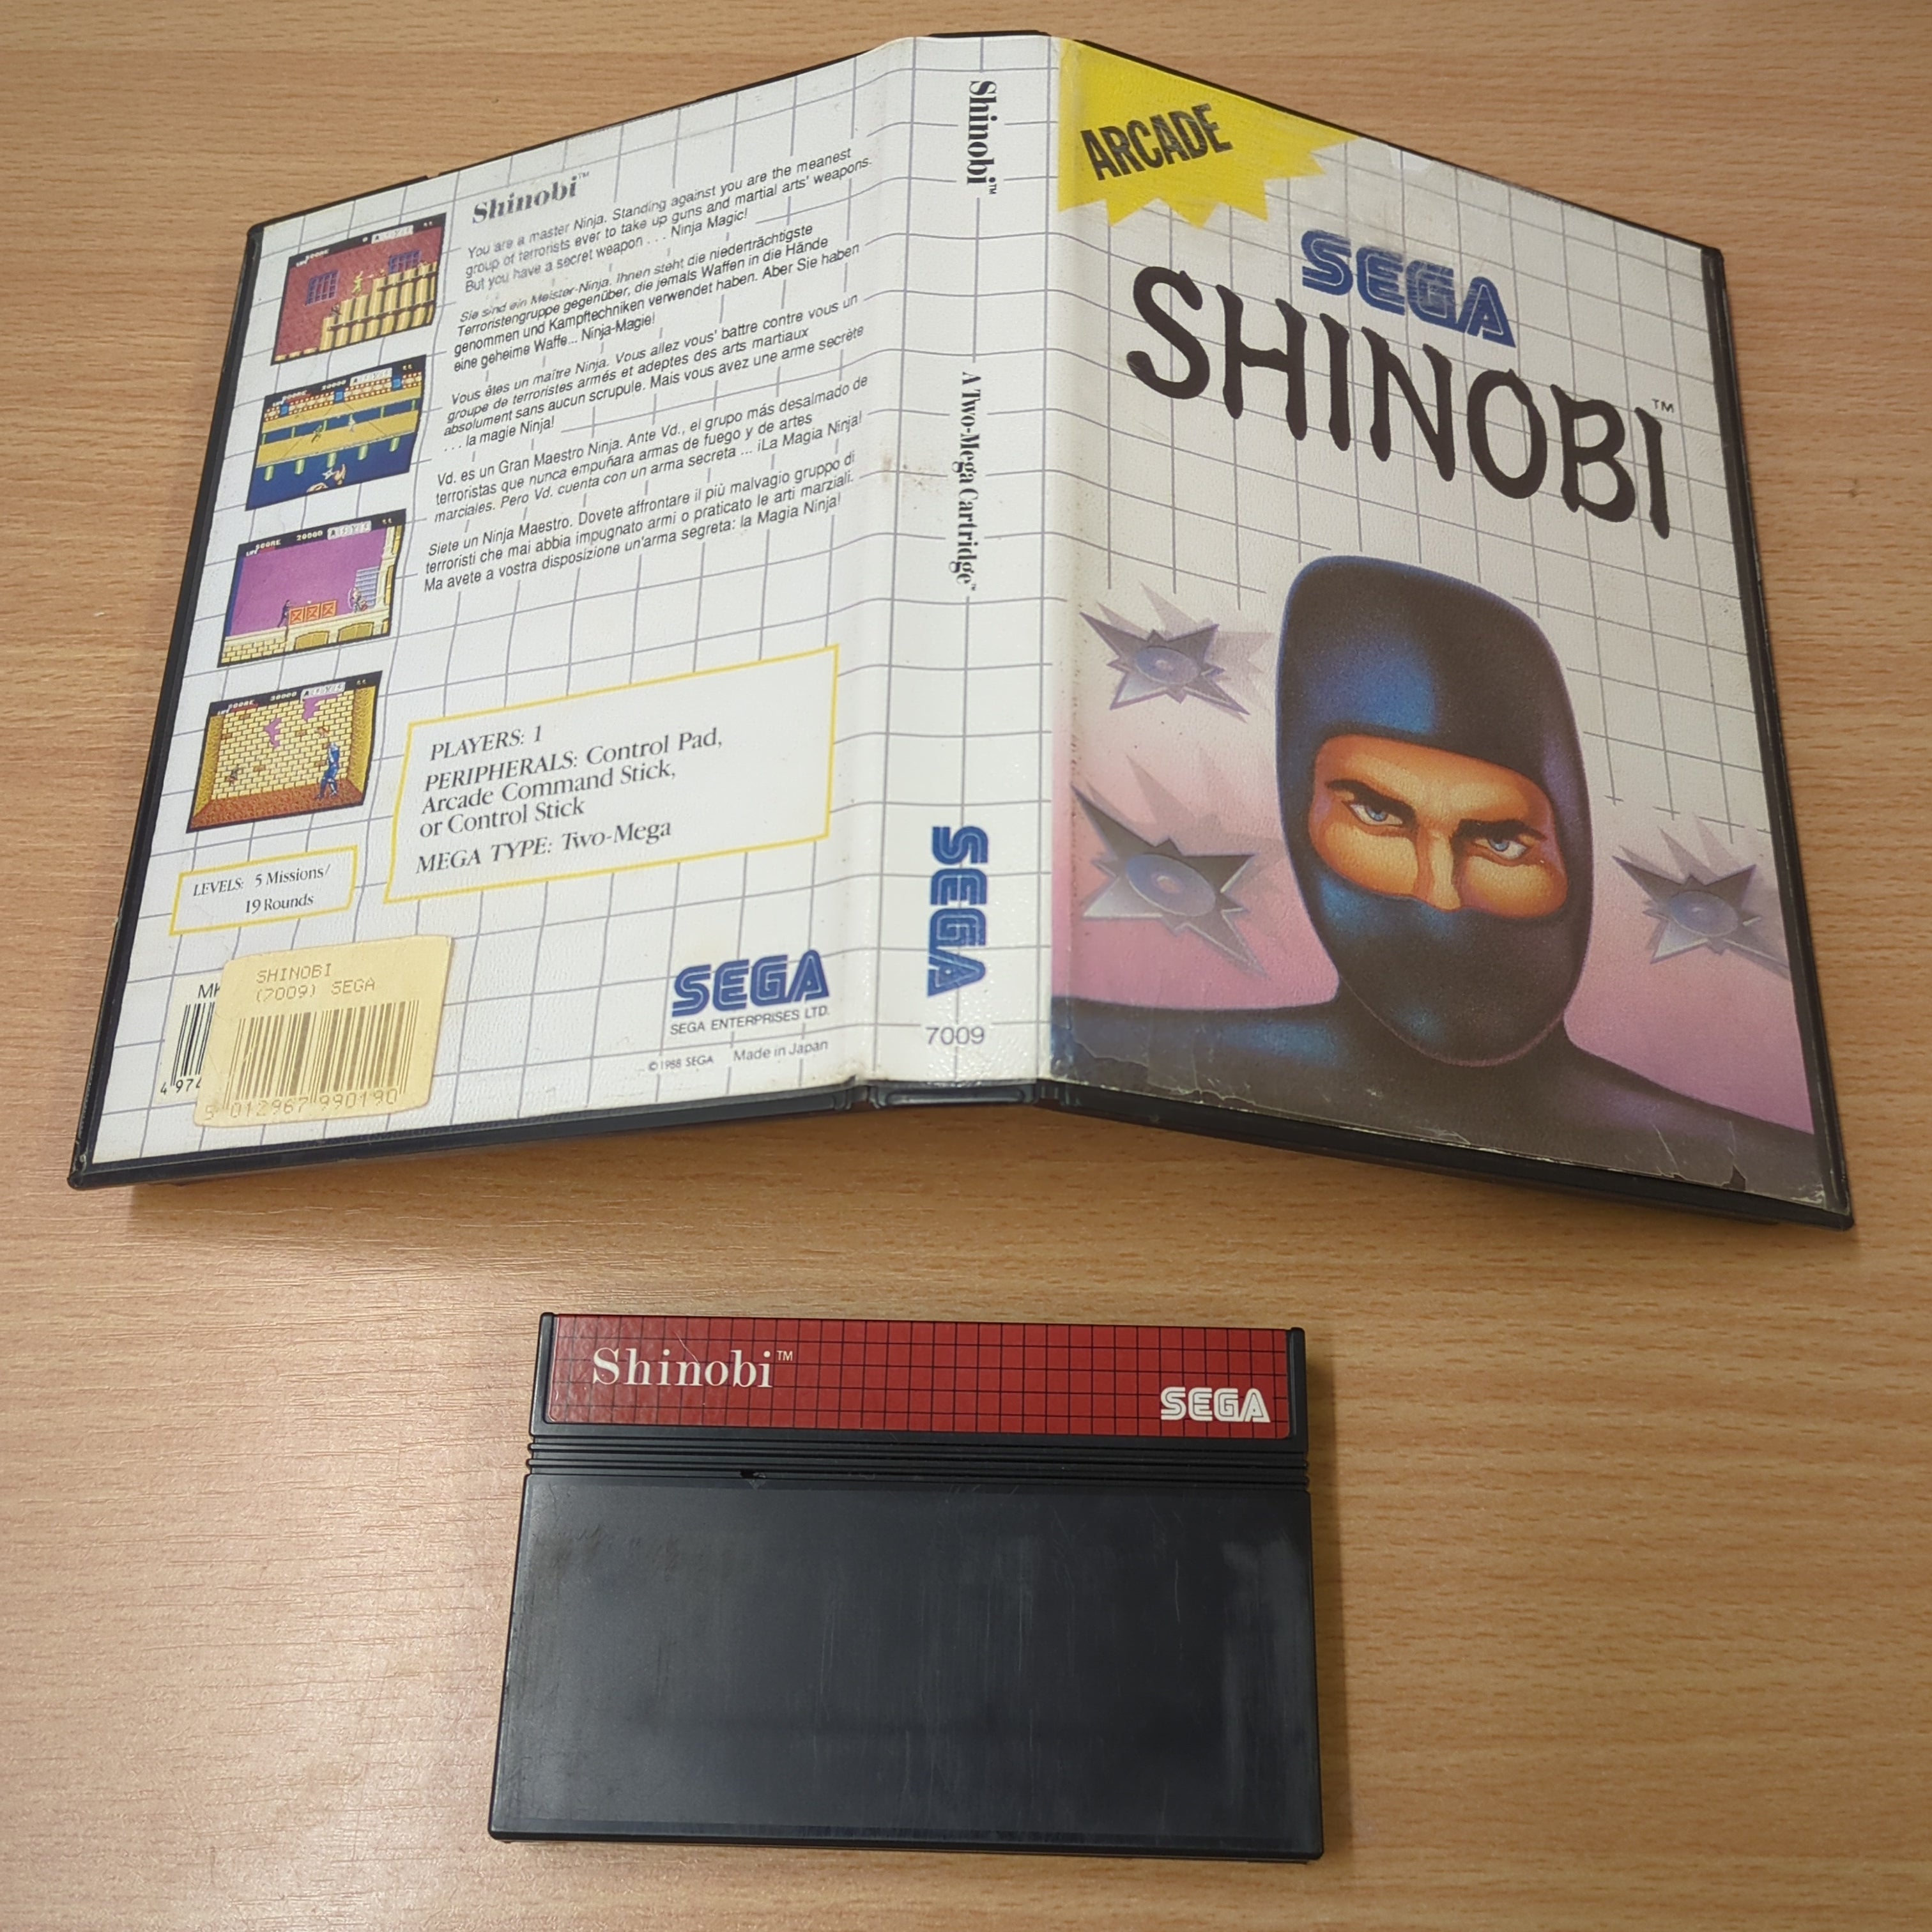 Shinobi™
You are a master Ninja. Standing against you are the meanest
group of terrorists ever to take up guns and martial arts' weapons.
But you have a secret weapon . . . Ninja Magic!
Sie sind ein Meister-Ninja. Ihnen steht die niederträchtigste
Terroristengruppe gegenüber, die jemals Waffen in die Hände
genommen und Kampftechniken verwendet haben. Aber Sie haben
eine geheime Waffe... Ninja-Magie!
Vous êtes un maître Ninja. Vous allez vous' battre contre vous un
groupe de terroristes armés et adeptes des arts martiaux
absolument sans aucun scrupule. Mais vous avez une arme secrète
. . . la magie Ninja!
Vd. es un Gran Maestro Ninja. Ante Vd., el grupo más desalmado de
terroristas que nunca empuñara armas de fuego y de artes
marciales. Pero Vd. cuenta con un arma secreta ... ¡La Magia Ninja!
Siete un Ninja Maestro. Dovete affrontare il più malvagio gruppo di
terroristi che mai abbia impugnato armi o praticato le arti marziali.
Ma avete a vostra disposizione un'arma segreta: la Magia Ninja!
PLAYERS: 1
PERIPHERALS: Control Pad,
Arcade Command Stick,
or Control Stick
MEGA TYPE: Two-Mega
LEVELS: 5 Missions/
19 Rounds
MK
4 974
SHINOBI
(7009) SEGA
5 012967 990190
SEGA
SEGA ENTERPRISES LTD.
©1988 SEGA Made in Japan
Shinobi™
A Two-Mega Cartridge™
SEGA
7009
ARCADE
SEGA
SHINOBI™
Shinobi™
SEGA